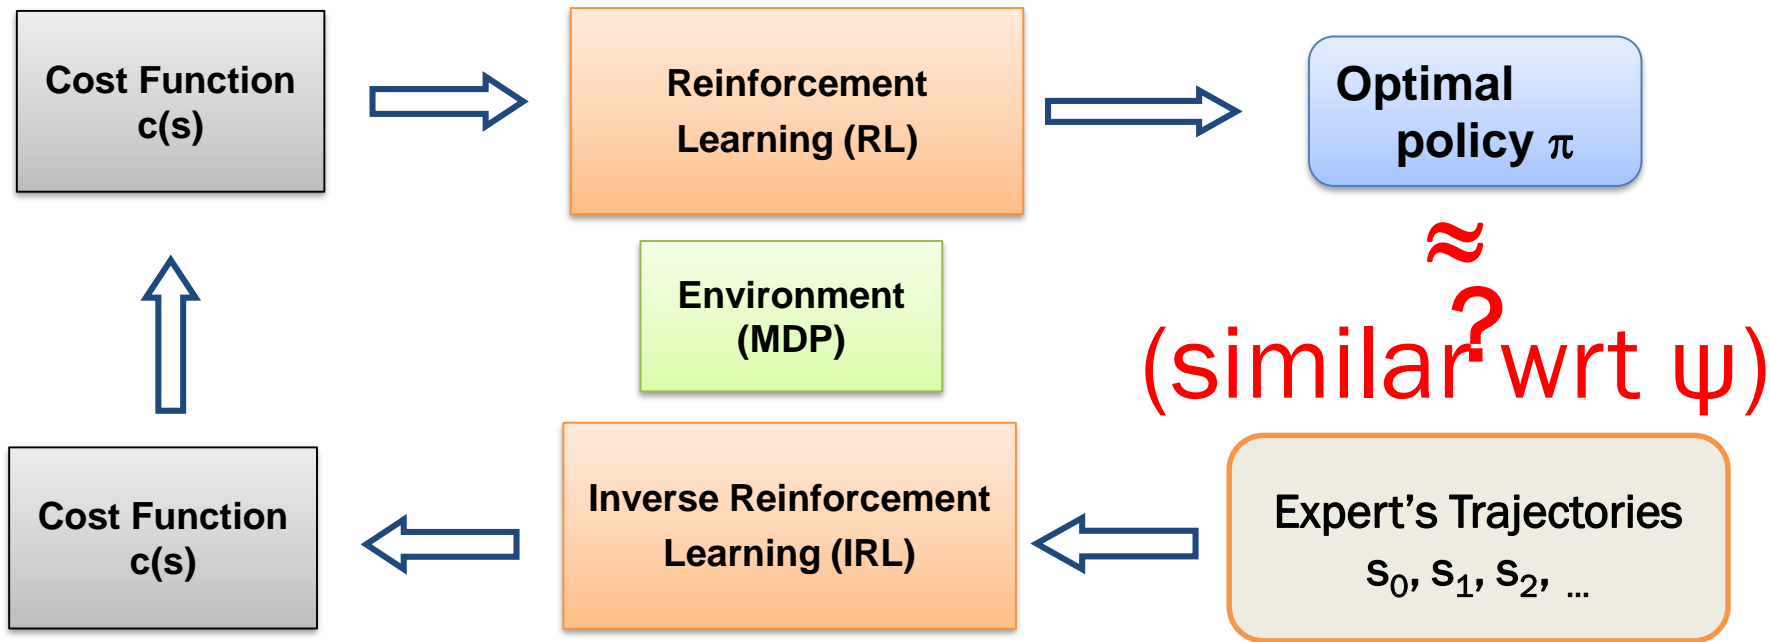 Cost Function
c(s)
Reinforcement
Learning (RL)
Optimal
policy π
≈
?
Environment
(MDP)
(similar wrt ψ)
Cost Function
c(s)
Inverse Reinforcement
Learning (IRL)
Expert's Trajectories
s₀, s₁, s₂, ...